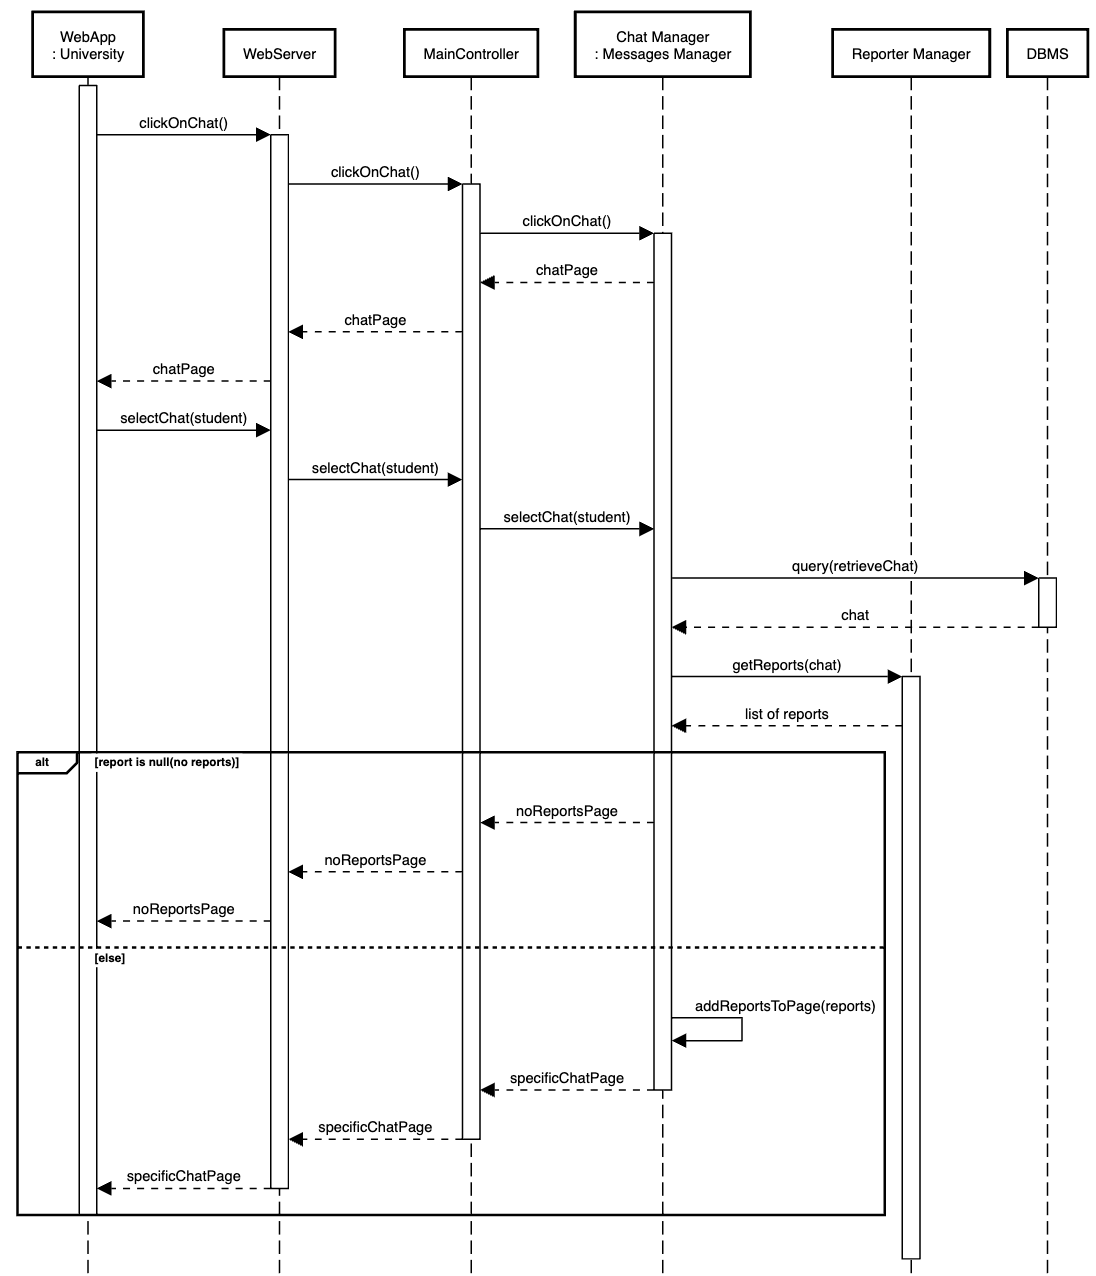 WebApp
: University
WebServer
MainController
Chat Manager
: Messages Manager
Reporter Manager
DBMS
clickOnChat()
clickOnChat()
clickOnChat()
chatPage
chatPage
chatPage
selectChat(student)
selectChat(student)
selectChat(student)
query(retrieveChat)
chat
getReports(chat)
list of reports
alt
[report is null(no reports)]
noReportsPage
noReportsPage
noReportsPage
[else]
addReportsToPage(reports)
specificChatPage
specificChatPage
specificChatPage